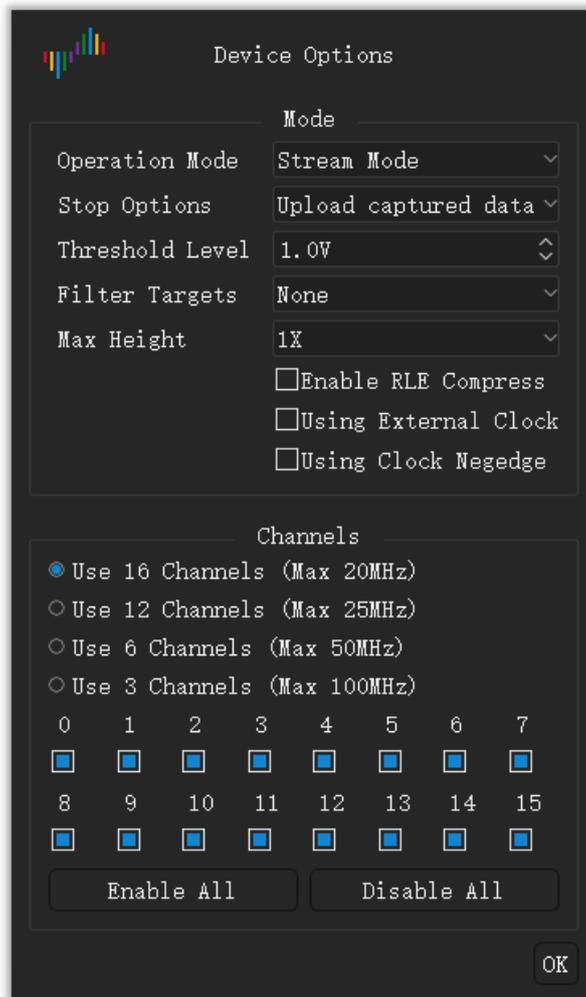 Device Options
Mode
Operation Mode Stream Mode
Stop Options Upload captured data
Threshold Level 1.0V
Filter Targets None
Max Height 1X
Enable RLE Compress
Using External Clock
Using Clock Negedge
Channels
Use 16 Channels (Max 20MHz)
Use 12 Channels (Max 25MHz)
Use 6 Channels (Max 50MHz)
Use 3 Channels (Max 100MHz)
0 1 2 3 4 5 6 7
8 9 10 11 12 13 14 15
Enable All Disable All
OK